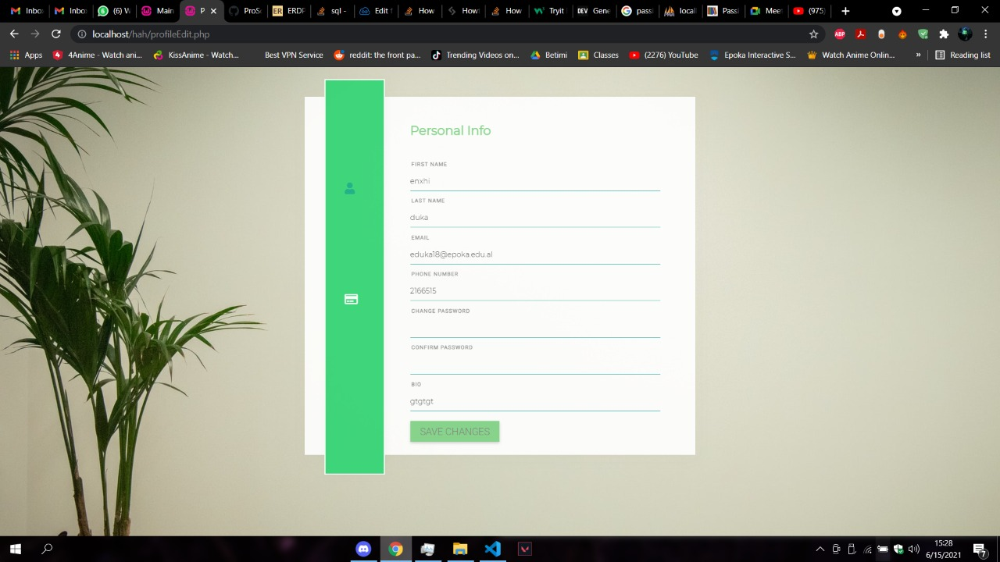 Inbo
Inbo
(6) W
Main
P
ProS
ERDP
sql -
Edit f
How
How
How
Tryit
Gene
pass
local
Pass
Meet
(975)
localhost/hah/profileEdit.php
Apps
4Anime - Watch ani...
KissAnime - Watch...
Best VPN Service
reddit: the front pa...
Trending Videos on...
Betimi
Classes
(2276) YouTube
Epoka Interactive S...
Watch Anime Onlin...
»
Reading list
Personal Info
FIRST NAME
enxhi
LAST NAME
duka
EMAIL
eduka18@epoka.edu.al
PHONE NUMBER
2166515
CHANGE PASSWORD
CONFIRM PASSWORD
BIO
gtgtgt
SAVE CHANGES
15:28
6/15/2021
7